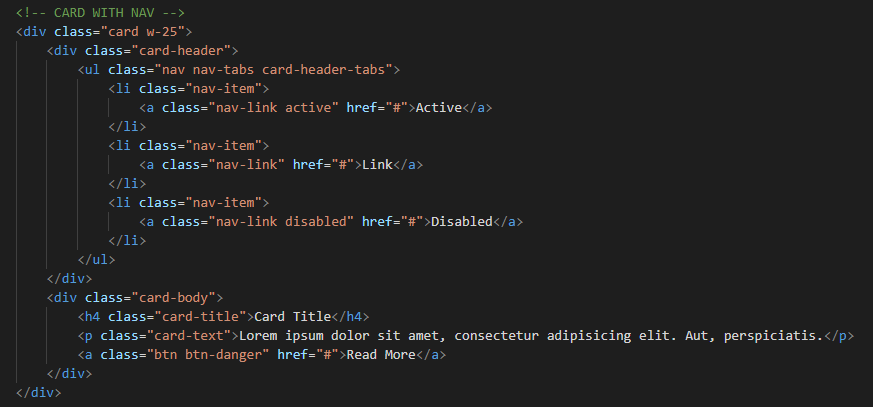 <!-- CARD WITH NAV -->
<div class="card w-25">
    <div class="card-header">
        <ul class="nav nav-tabs card-header-tabs">
            <li class="nav-item">
                <a class="nav-link active" href="#">Active</a>
            </li>
            <li class="nav-item">
                <a class="nav-link" href="#">Link</a>
            </li>
            <li class="nav-item">
                <a class="nav-link disabled" href="#">Disabled</a>
            </li>
        </ul>
    </div>
    <div class="card-body">
        <h4 class="card-title">Card Title</h4>
        <p class="card-text">Lorem ipsum dolor sit amet, consectetur adipisicing elit. Aut, perspiciatis.</p>
        <a class="btn btn-danger" href="#">Read More</a>
    </div>
</div>